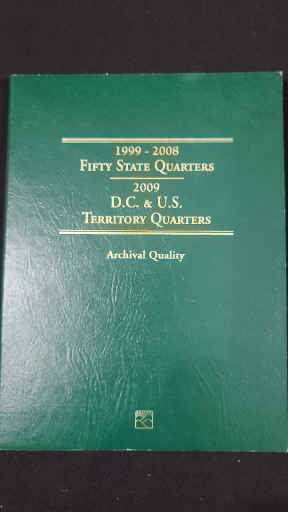 1999 - 2008
FIFTY STATE QUARTERS
2009
D.C. & U.S.
TERRITORY QUARTERS
Archival Quality